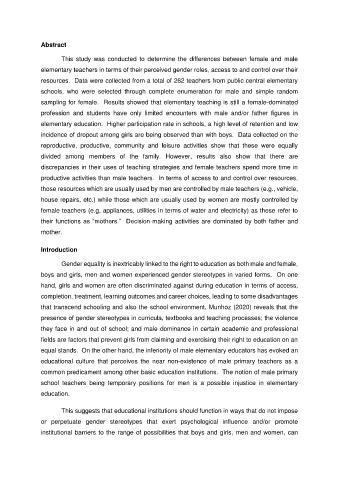 Abstract
This study was conducted to determine the differences between female and male
elementary teachers in terms of their perceived gender roles, access to and control over their
resources. Data were collected from a total of 262 teachers from public central elementary
schools, who were selected through complete enumeration for male and simple random
sampling for female. Results showed that elementary teaching is still a female-dominated
profession and students have only limited encounters with male and/or father figures in
elementary education. Higher participation rate in schools, a high level of retention and low
incidence of dropout among girls are being observed than with boys. Data collected on the
reproductive, productive, community and leisure activities show that these were equally
divided among members of the family. However, results also show that there are
discrepancies in their uses of teaching strategies and female teachers spend more time in
productive activities than male teachers. In terms of access to and control over resources,
those resources which are usually used by men are controlled by male teachers (e.g., vehicle,
house repairs, etc.) while those which are usually used by women are mostly controlled by
female teachers (e.g, appliances, utilities in terms of water and electricity) as these refer to
their functions as "mothers." Decision-making activities are dominated by both father and
mother.
Introduction
Gender equality is inextricably linked to the right to education as both male and female,
boys and girls, men and women experienced gender stereotypes in varied forms. On one
hand, girls and women are often discriminated against during education in terms of access,
completion, treatment, learning outcomes and career choices, leading to some disadvantages
that transcend schooling and also the school environment. Munhoz (2020) reveals that the
presence of gender stereotypes in curricula, textbooks and teaching processes; the violence
they face in and out of school; and male dominance in certain academic and professional
fields are factors that prevent girls from claiming and exercising their right to education on an
equal stands. On the other hand, the inferiority of male elementary educators has evoked an
educational culture that perceives the near non-existence of male primary teachers as a
common predicament among other basic education institutions. The notion of male primary
school teachers being temporary positions for men is a possible injustice in elementary
education.
This suggests that educational institutions should function in ways that do not impose
or perpetuate gender stereotypes that exert psychological influence and/or promote
institutional barriers to the range of possibilities that boys and girls, men and women, can